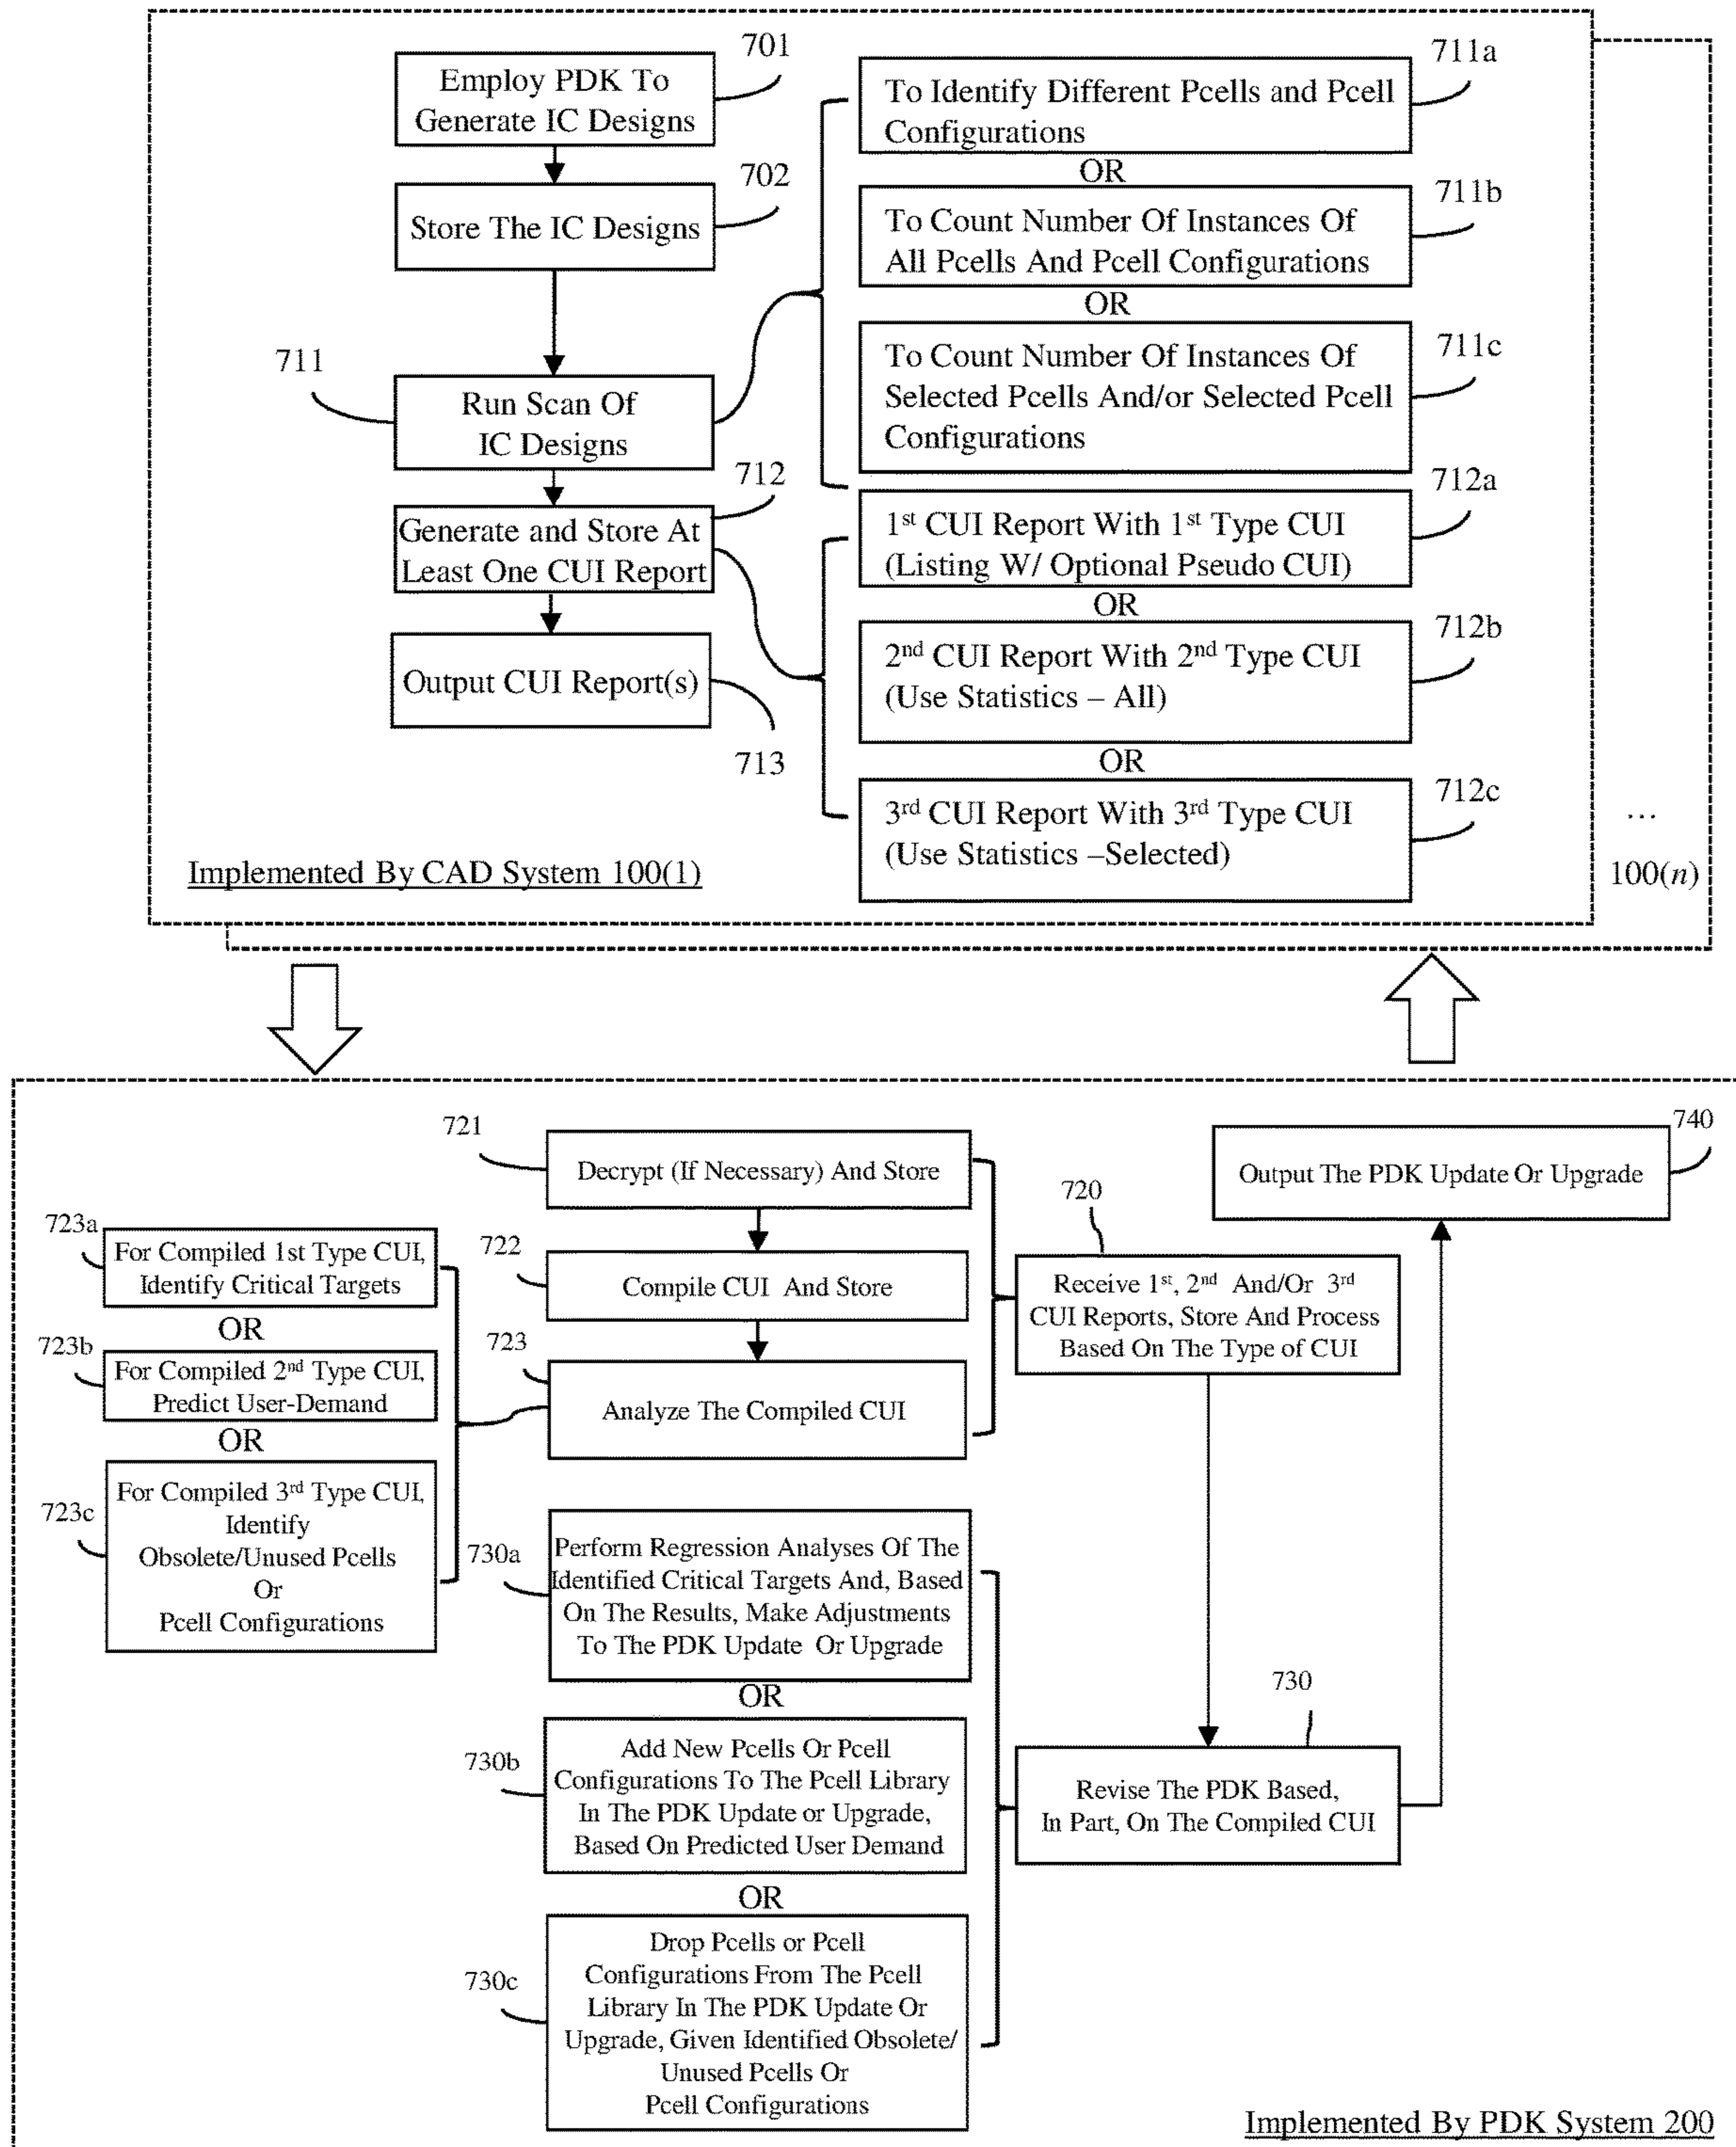 701
Employ PDK To
Generate IC Designs
702
Store The IC Designs
711
Run Scan Of
IC Designs
712
Generate and Store At
Least One CUI Report
Output CUI Report(s)
713
711a
To Identify Different Pcells and Pcell
Configurations
OR
711b
To Count Number Of Instances Of
All Pcells And Pcell Configurations
OR
711c
To Count Number Of Instances Of
Selected Pcells And/or Selected Pcell
Configurations
712a
1st CUI Report With 1st Type CUI
(Listing W/ Optional Pseudo CUI)
OR
712b
2nd CUI Report With 2nd Type CUI
(Use Statistics – All)
OR
712c
3rd CUI Report With 3rd Type CUI
(Use Statistics –Selected)
Implemented By CAD System 100(1)
...
100(n)
721
Decrypt (If Necessary) And Store
722
Compile CUI And Store
723
Analyze The Compiled CUI
723a
For Compiled 1st Type CUI,
Identify Critical Targets
OR
723b
For Compiled 2nd Type CUI,
Predict User-Demand
OR
723c
For Compiled 3rd Type CUI,
Identify
Obsolete/Unused Pcells
Or
Pcell Configurations
720
Receive 1st, 2nd And/Or 3rd
CUI Reports, Store And Process
Based On The Type of CUI
740
Output The PDK Update Or Upgrade
730a
Perform Regression Analyses Of The
Identified Critical Targets And, Based
On The Results, Make Adjustments
To The PDK Update Or Upgrade
OR
730b
Add New Pcells Or Pcell
Configurations To The Pcell Library
In The PDK Update or Upgrade,
Based On Predicted User Demand
OR
730c
Drop Pcells or Pcell
Configurations From The Pcell
Library In The PDK Update Or
Upgrade, Given Identified Obsolete/
Unused Pcells Or
Pcell Configurations
730
Revise The PDK Based,
In Part, On The Compiled CUI
Implemented By PDK System 200